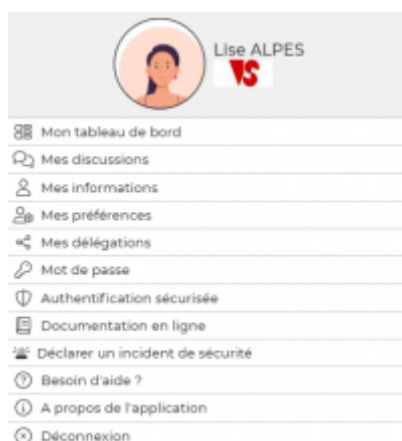 Lise ALPES
VS
Mon tableau de bord
Mes discussions
Mes informations
Mes préférences
Mes délégations
Mot de passe
Authentification sécurisée
Documentation en ligne
Déclarer un incident de sécurité
Besoin d'aide ?
A propos de l'application
Déconnexion